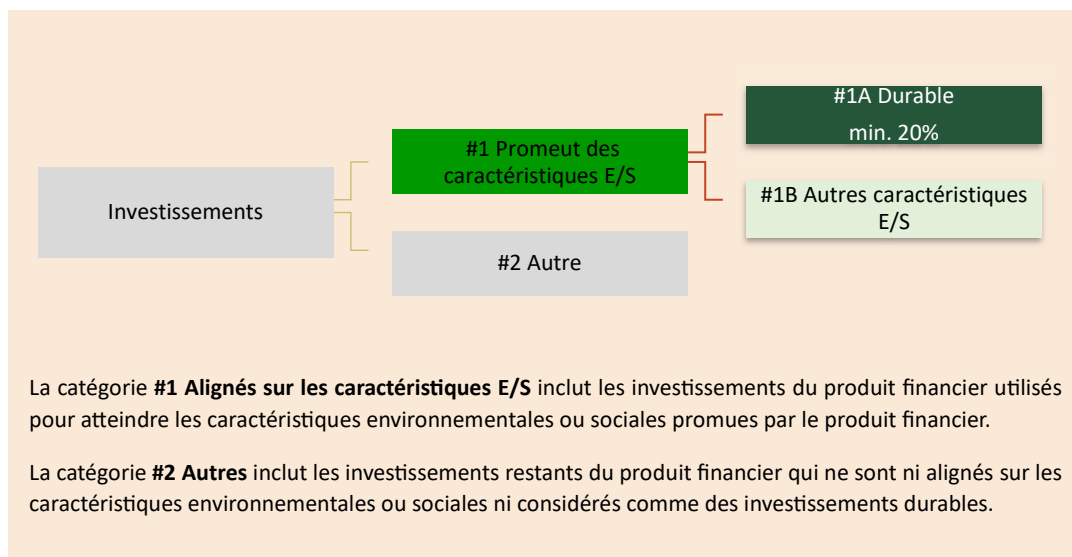 #1A Durable
min. 20%
#1 Promeut des
caractéristiques E/S
#1B Autres caractéristiques
E/S
Investissements
#2 Autre
La catégorie #1 Alignés sur les caractéristiques E/S inclut les investissements du produit financier utilisés
pour atteindre les caractéristiques environnementales ou sociales promues par le produit financier.
La catégorie #2 Autres inclut les investissements restants du produit financier qui ne sont ni alignés sur les
caractéristiques environnementales ou sociales ni considérés comme des investissements durables.